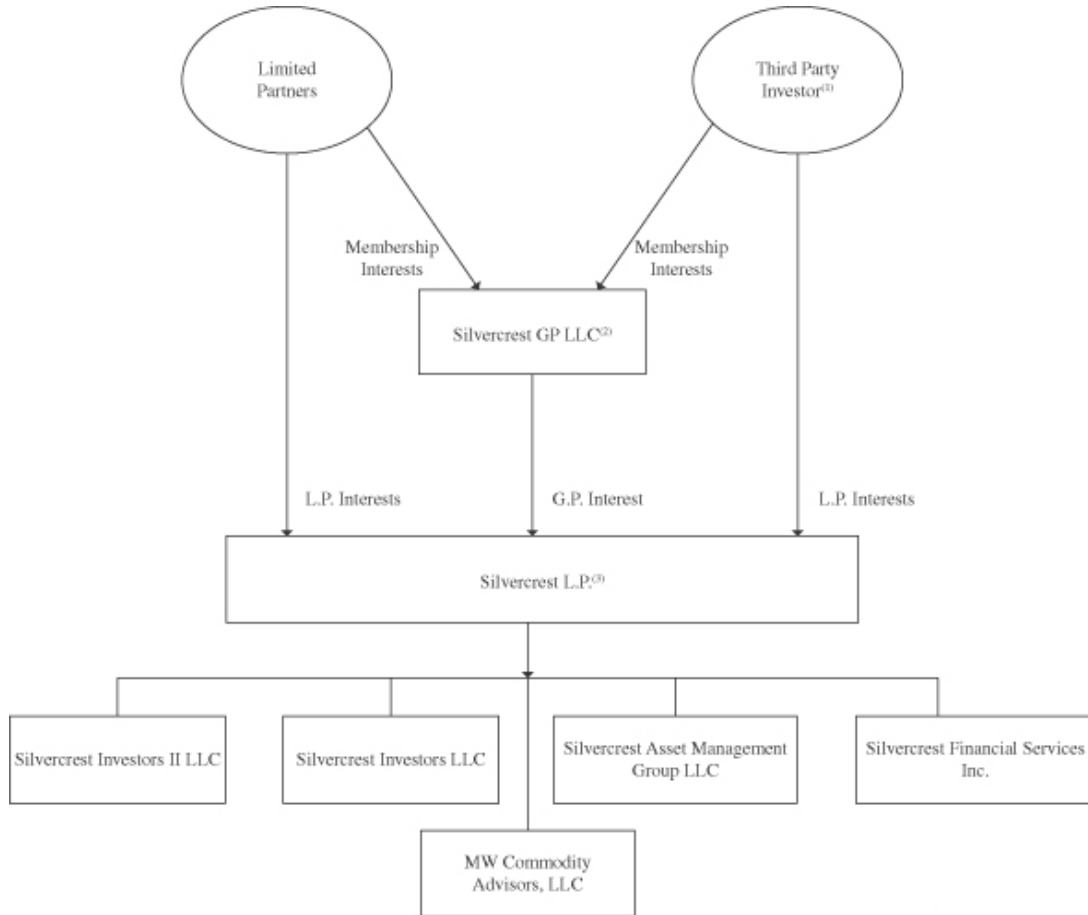 Limited
Partners
Third Party
Investor(1)
Membership
Interests
Membership
Interests
Silvercrest GP LLC(2)
L.P. Interests
G.P. Interest
L.P. Interests
Silvercrest L.P.(3)
Silvercrest Investors II LLC
Silvercrest Investors LLC
Silvercrest Asset Management
Group LLC
Silvercrest Financial Services
Inc.
MW Commodity
Advisors, LLC